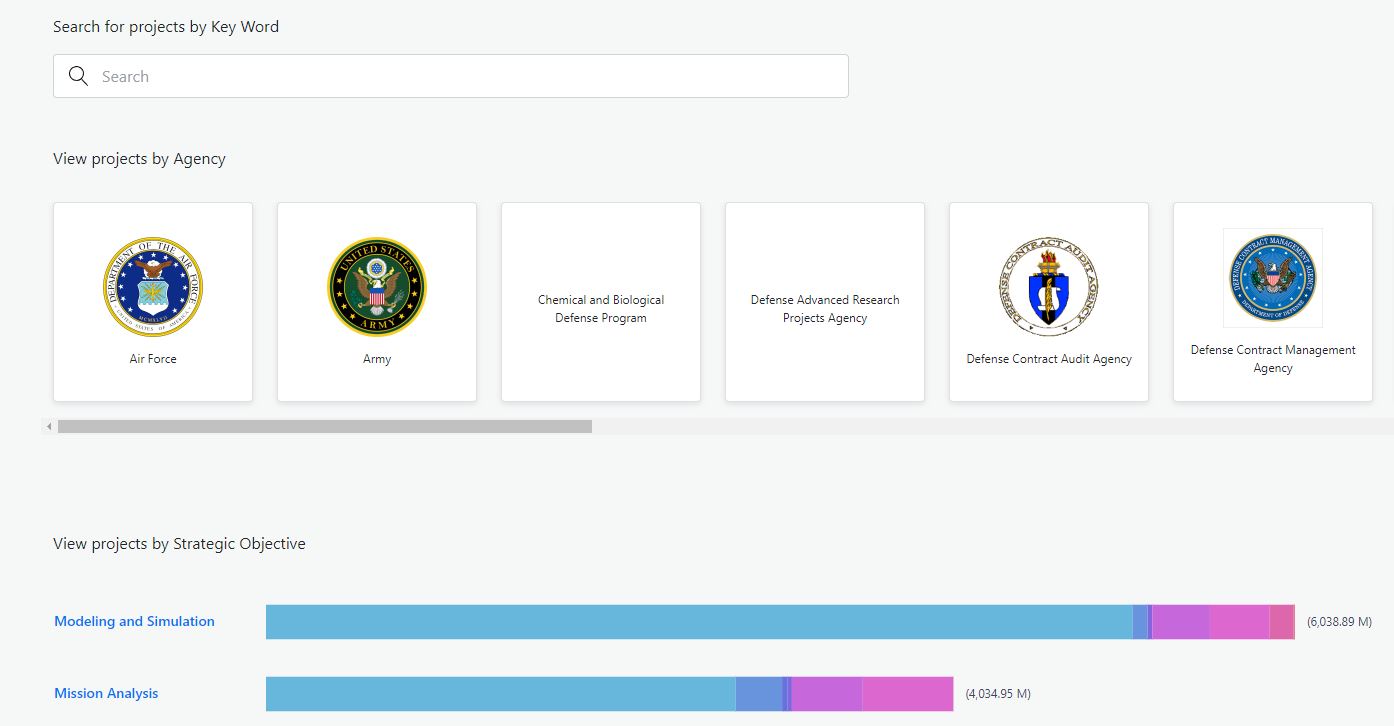 Search for projects by Key Word
Search
View projects by Agency
DEPARTMENT OF THE AIR FORCE
MCMXLVII
UNITED STATES OF AMERICA
Air Force
UNITED STATES
ARMY
Army
Chemical and Biological
Defense Program
Defense Advanced Research
Projects Agency
DEFENSE CONTRACT AUDIT AGENCY
Defense Contract Audit Agency
DEFENSE CONTRACT MANAGEMENT AGENCY
DEPARTMENT OF DEFENSE
Defense Contract Management
Agency
View projects by Strategic Objective
Modeling and Simulation
(6,038.89 M)
Mission Analysis
(4,034.95 M)